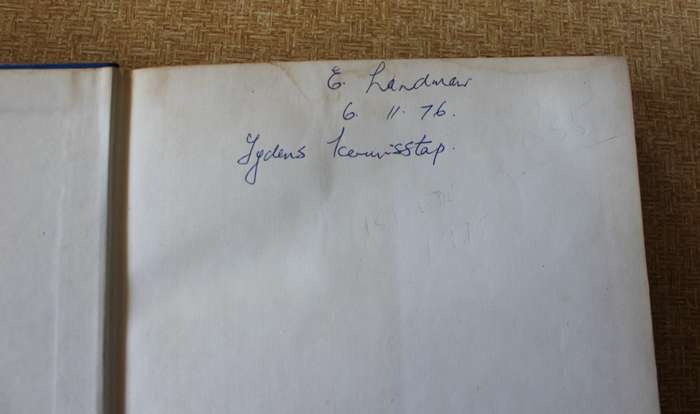 E. Landman
6. 11. 76.
Tydens Kennisstap.